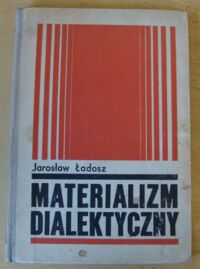 Jarosław Ładosz
MATERIALIZM
DIALEKTYCZNY